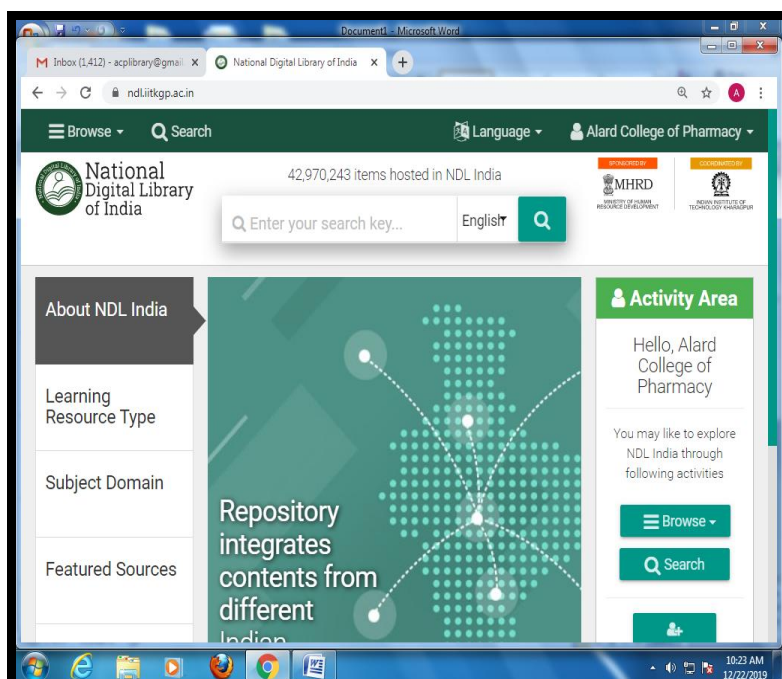 Document1 - Microsoft Word
Inbox (1,412) - acplibrary@gmail
National Digital Library of India
ndl.iitkgp.ac.in
A
Browse
Search
Language
Alard College of Pharmacy
National
Digital Library
of India
42,970,243 items hosted in NDL India
Enter your search key...
English
SPONSORED BY
MHRD
MINISTRY OF HUMAN
RESOURCE DEVELOPMENT
COORDINATED BY
INDIAN INSTITUTE OF
TECHNOLOGY KHARAGPUR
About NDL India
Learning
Resource Type
Subject Domain
Featured Sources
Repository
integrates
contents from
different
Indian
Activity Area
Hello, Alard
College of
Pharmacy
You may like to explore
NDL India through
following activities
Browse
Search
10:23 AM
12/22/2019